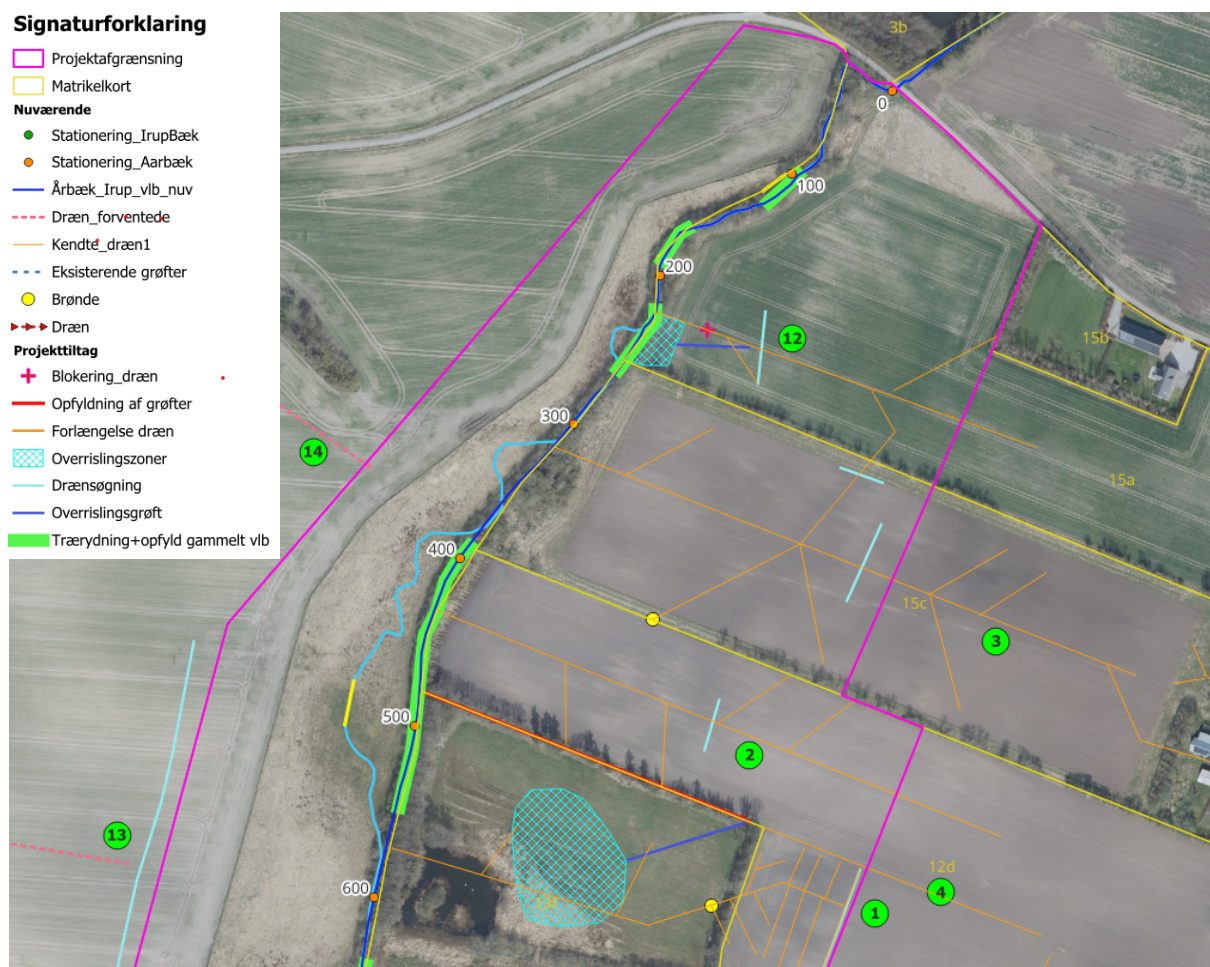 Signaturforklaring
Projektafgrænsning
Matrikelkort
Nuværende
Stationering_IrupBæk
Stationering_Aarbæk
Årbæk_Irup_vlb_nuv
Dræn_forventede
Kendte_dræn1
Eksisterende grøfter
Brønde
Dræn
Projekttiltag
Blokering_dræn
Opfyldning af grøfter
Forlængelse dræn
Overrislingszoner
Drænsøgning
Overrislingsgrøft
Trærydning+opfyld gammelt vlb
3b
0
100
200
12
15b
300
14
15a
400
15c
3
500
2
13
12d
600
4
1